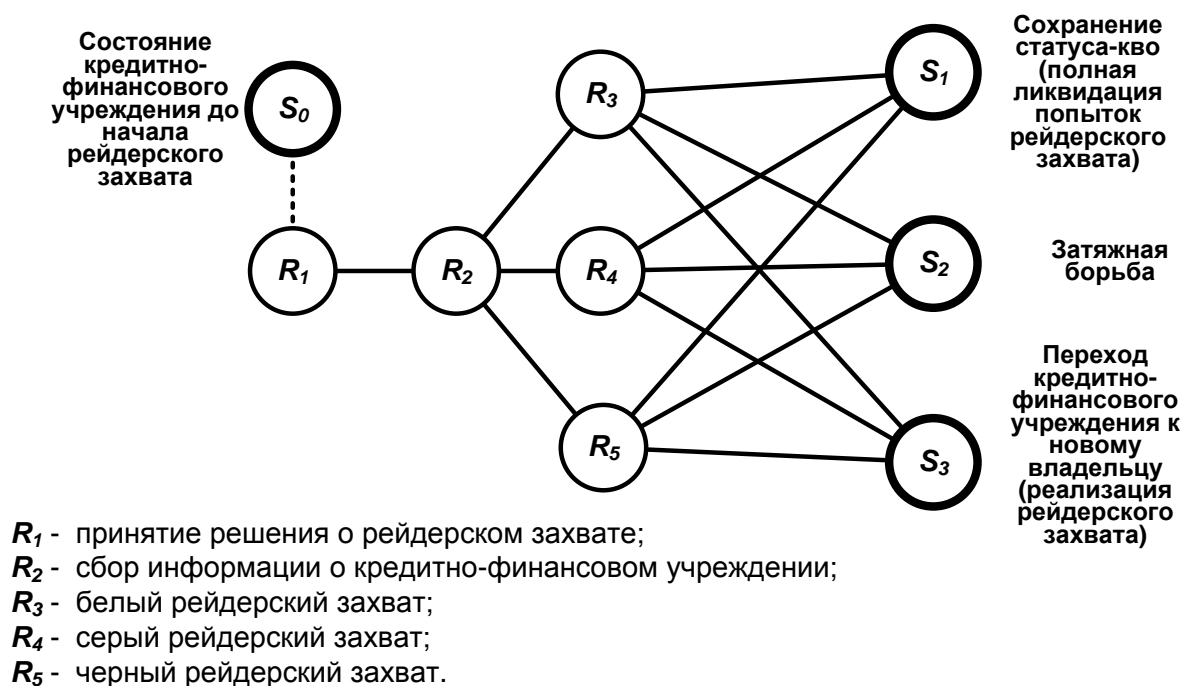 Состояние
кредитно-
финансового
учреждения до
начала
рейдерского
захвата
S0
R1
R2
R3
R4
R5
S1
S2
S3
Сохранение
статуса-кво
(полная
ликвидация
попыток
рейдерского
захвата)
Затяжная
борьба
Переход
кредитно-
финансового
учреждения к
новому
владельцу
(реализация
рейдерского
захвата)
R1 - принятие решения о рейдерском захвате;
R2 - сбор информации о кредитно-финансовом учреждении;
R3 - белый рейдерский захват;
R4 - серый рейдерский захват;
R5 - черный рейдерский захват.